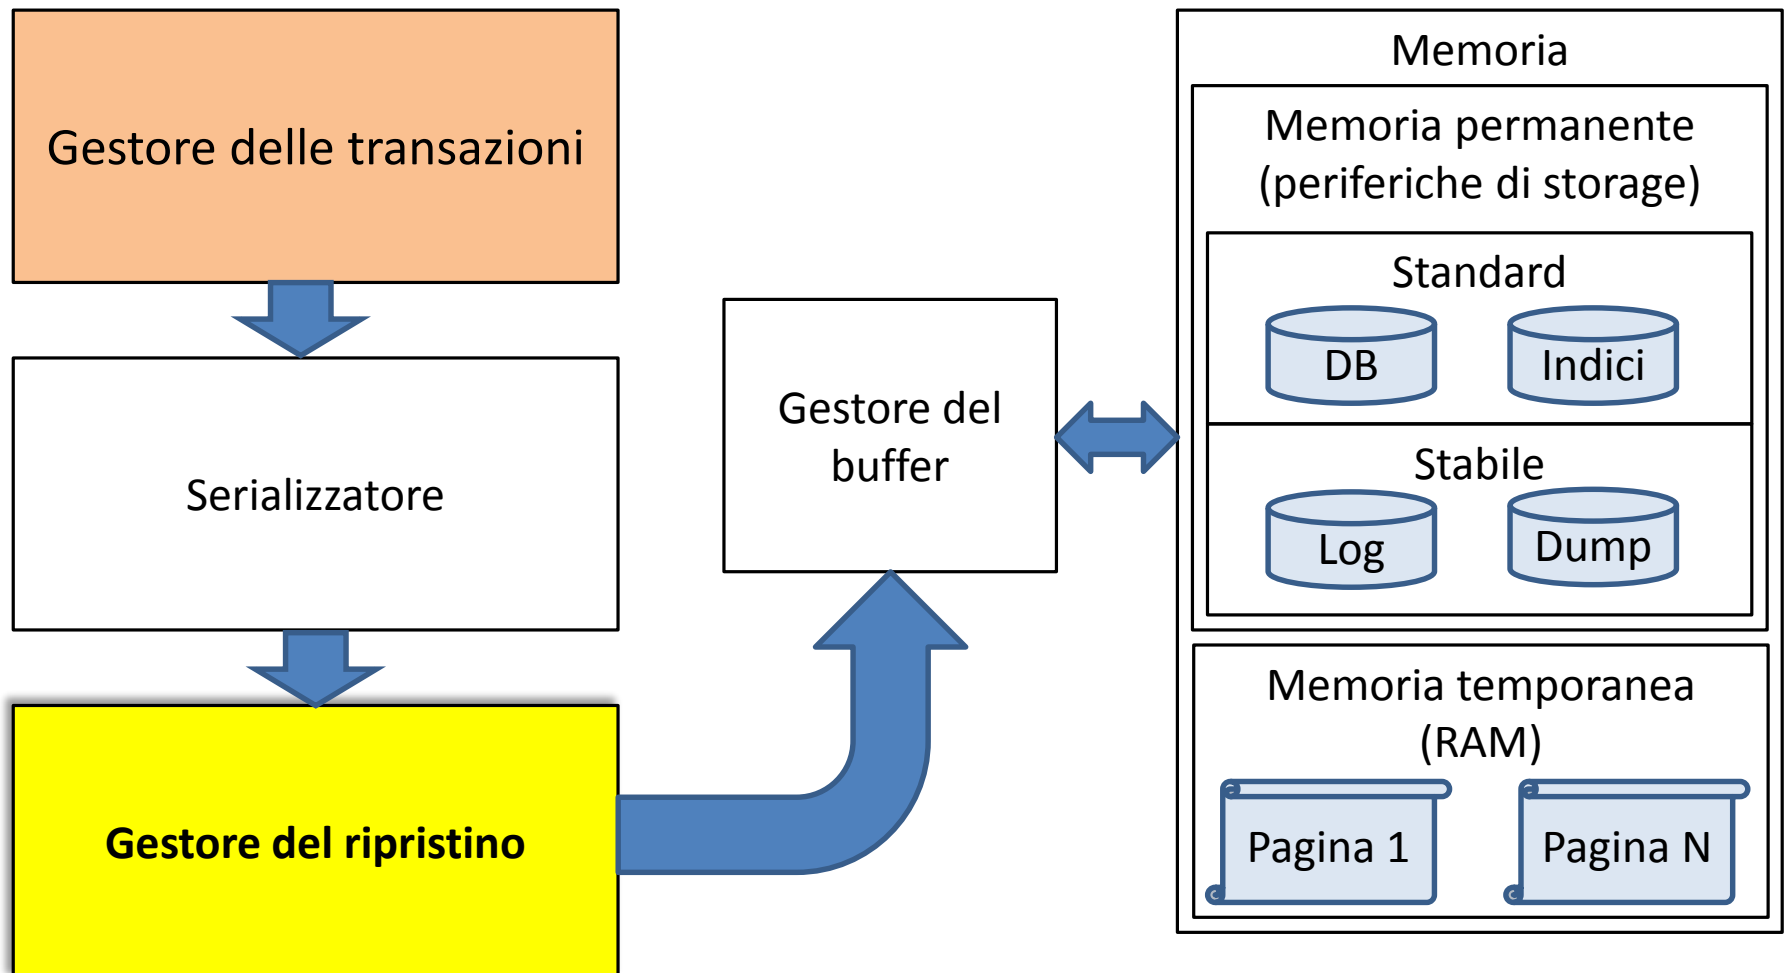 Gestore delle transazioni
Serializzatore
Gestore del ripristino
Gestore del
buffer
Memoria
Memoria permanente
(periferiche di storage)
Standard
DB
Indici
Stabile
Log
Dump
Memoria temporanea
(RAM)
Pagina 1
Pagina N